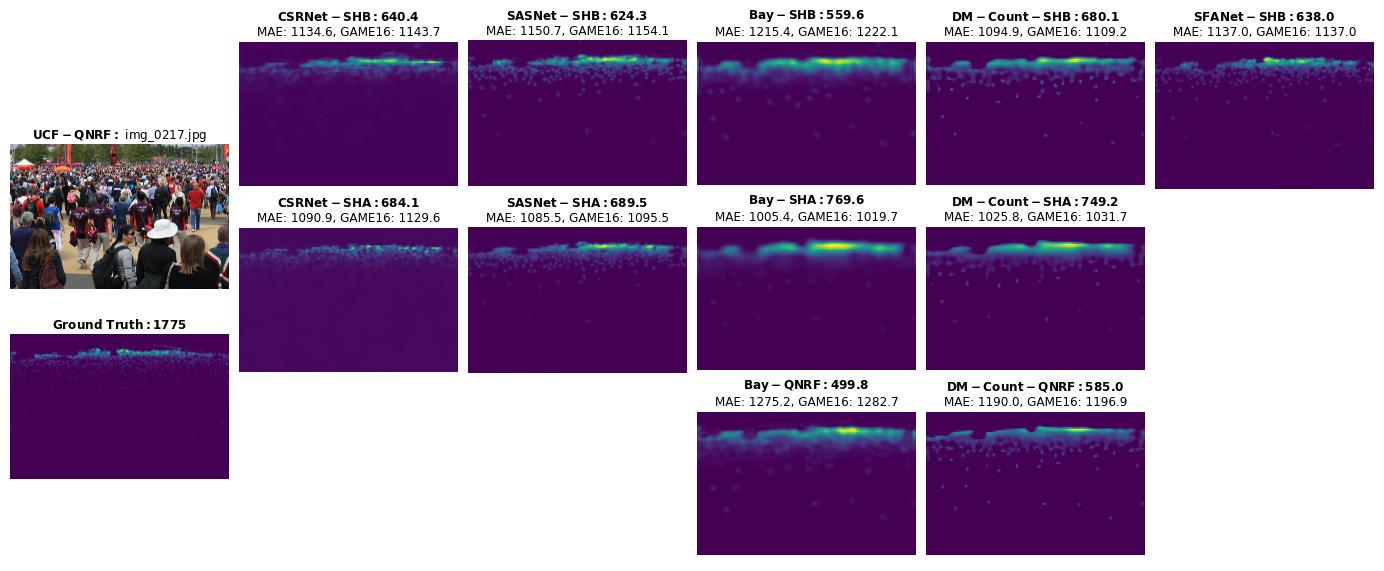 CSRNet−SHB: 640.4
MAE: 1134.6, GAME16: 1143.7
SASNet−SHB: 624.3
MAE: 1150.7, GAME16: 1154.1
Bay−SHB: 559.6
MAE: 1215.4, GAME16: 1222.1
DM−Count−SHB: 680.1
MAE: 1094.9, GAME16: 1109.2
SFANet−SHB: 638.0
MAE: 1137.0, GAME16: 1137.0
UCF−QNRF: img_0217.jpg
CSRNet−SHA: 684.1
MAE: 1090.9, GAME16: 1129.6
SASNet−SHA: 689.5
MAE: 1085.5, GAME16: 1095.5
Bay−SHA: 769.6
MAE: 1005.4, GAME16: 1019.7
DM−Count−SHA: 749.2
MAE: 1025.8, GAME16: 1031.7
Ground Truth: 1775
Bay−QNRF: 499.8
MAE: 1275.2, GAME16: 1282.7
DM−Count−QNRF: 585.0
MAE: 1190.0, GAME16: 1196.9